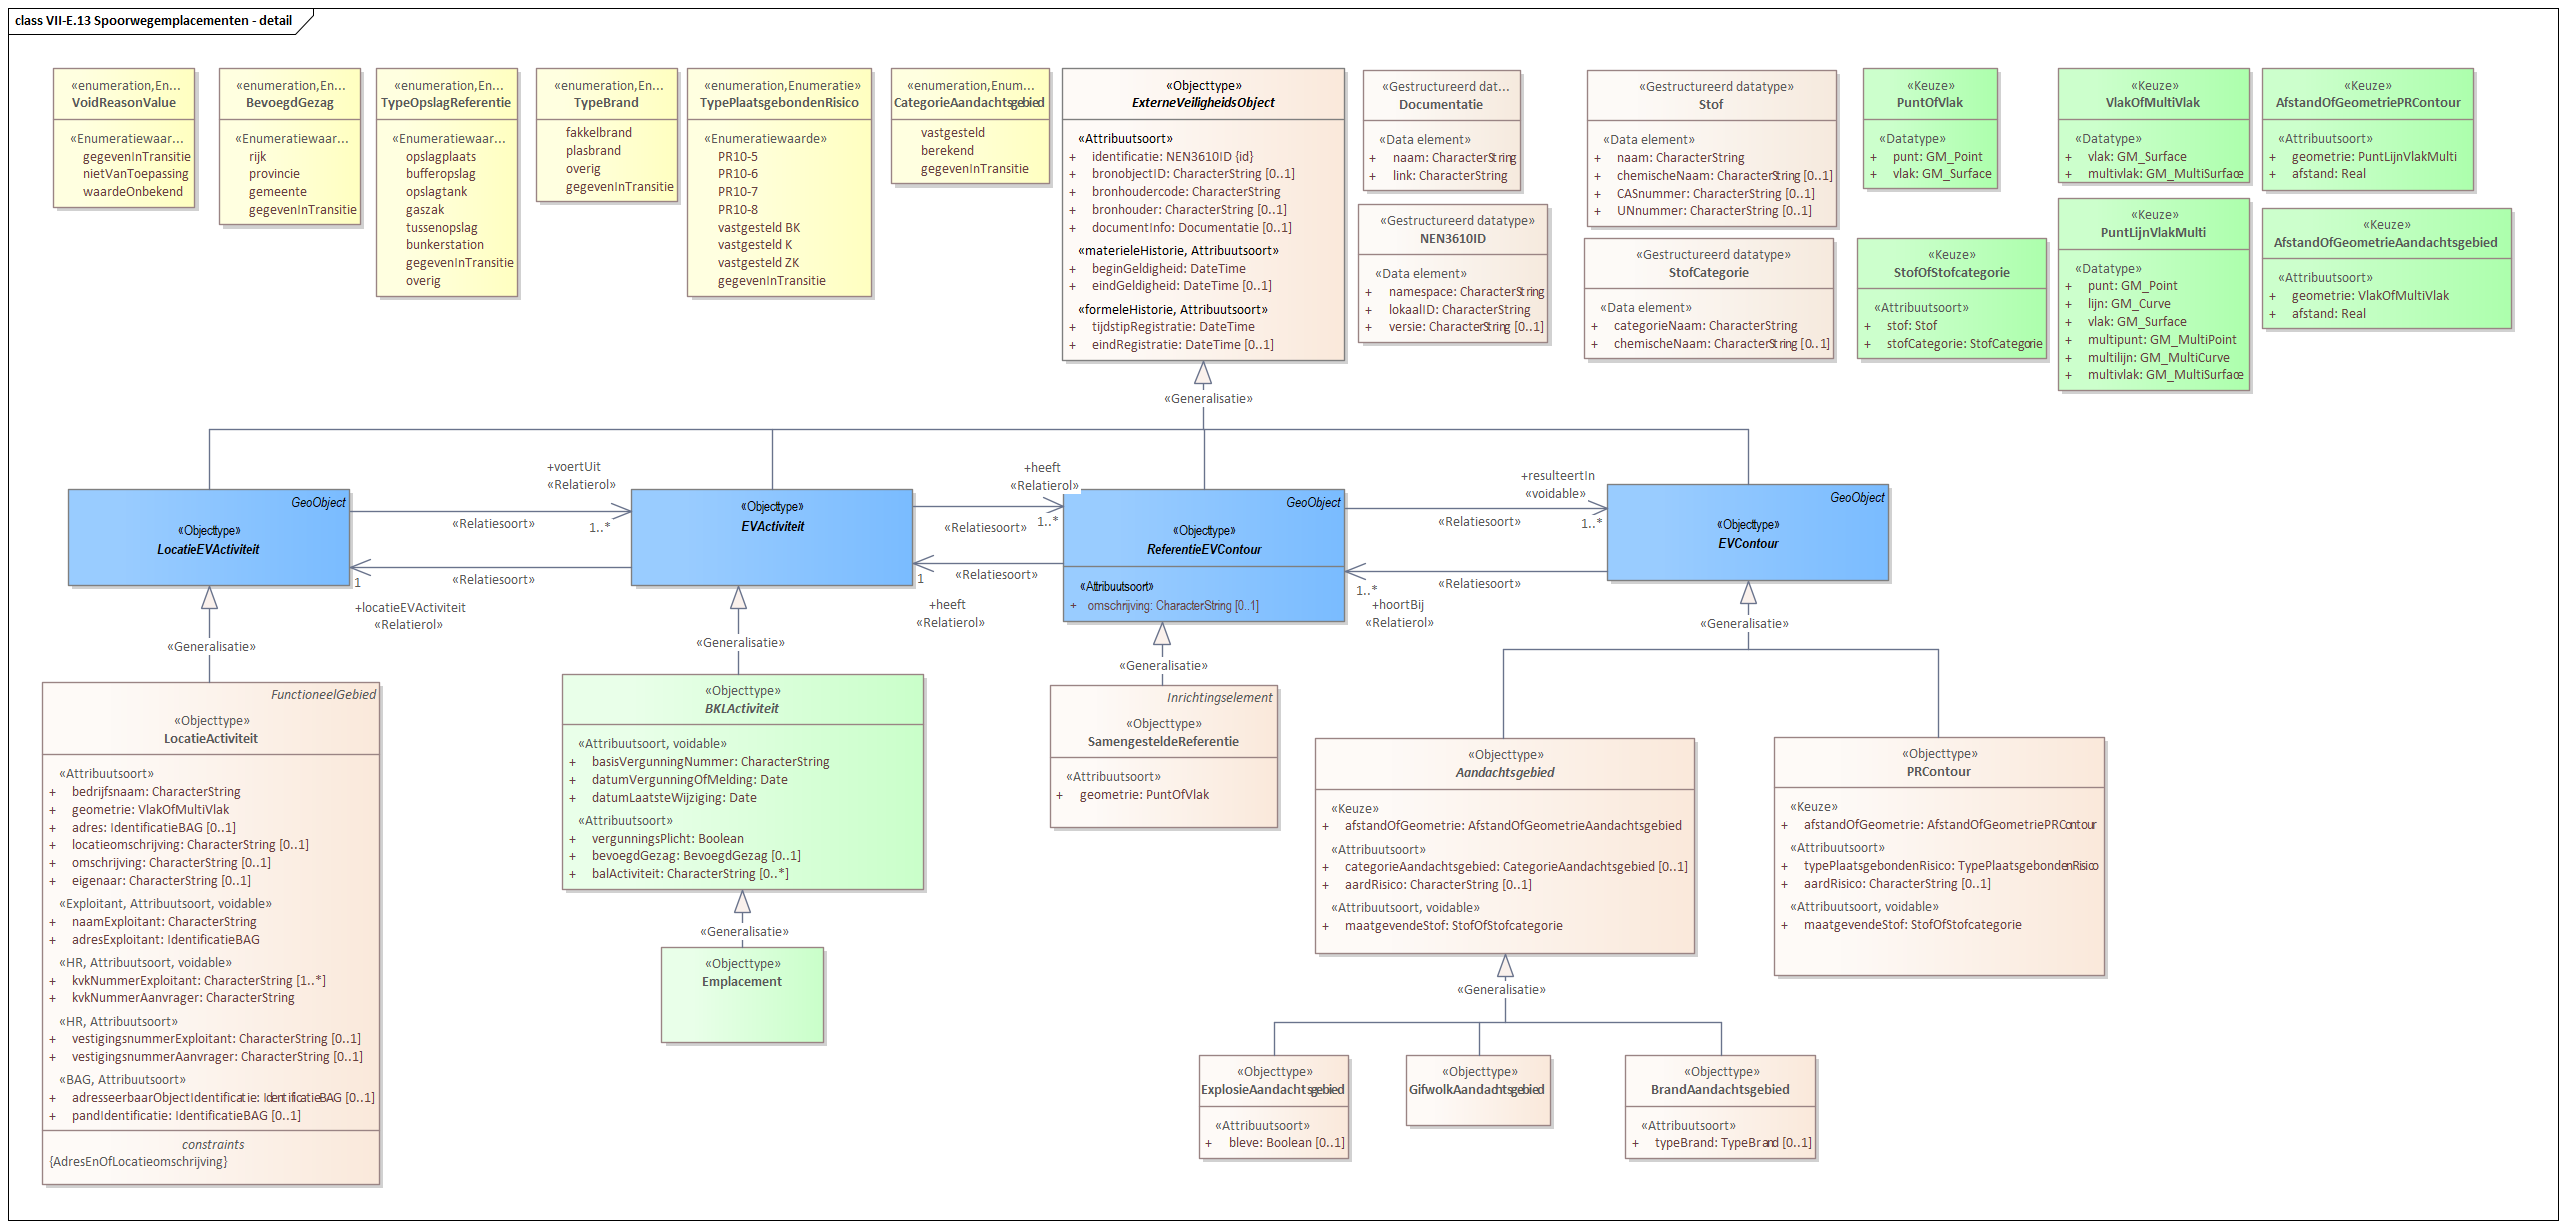 class VII-E.13 Spoorwegemplacementen - detail
«enumeration,En...
VoidReasonValue
«Enumeratiewaar...
gegevenInTransitie
nietVanToepassing
waardeOnbekend
«enumeration,En...
BevoegdGezag
«Enumeratiewaar...
rijk
provincie
gemeente
gegevenInTransitie
«enumeration,En...
TypeOpslagReferentie
«Enumeratiewaar...
opslagplaats
bufferopslag
opslagtank
gaszak
tussenopslag
bunkerstation
gegevenInTransitie
overig
«enumeration,En...
TypeBrand
fakkelbrand
plasbrand
overig
gegevenInTransitie
«enumeration,Enumeratie»
TypePlaatsgebondenRisico
«Enumeratiewaarde»
PR10-5
PR10-6
PR10-7
PR10-8
vastgesteld BK
vastgesteld K
vastgesteld ZK
gegevenInTransitie
«enumeration,Enum...
CategorieAandachtsgebied
vastgesteld
berekend
gegevenInTransitie
«Objecttype»
ExterneVeiligheidsObject
«Attribuutsoort»
+ identificatie: NEN3610ID {id}
+ bronobjectID: CharacterString [0..1]
+ bronhoudercode: CharacterString
+ bronhouder: CharacterString [0..1]
+ documentInfo: Documentatie [0..1]
«materieleHistorie, Attribuutsoort»
+ beginGeldigheid: DateTime
+ eindGeldigheid: DateTime [0..1]
«formeleHistorie, Attribuutsoort»
+ tijdstipRegistratie: DateTime
+ eindRegistratie: DateTime [0..1]
«Gestructureerd dat...
Documentatie
«Data element»
+ naam: CharacterString
+ link: CharacterString
«Gestructureerd datatype»
NEN3610ID
«Data element»
+ namespace: CharacterString
+ lokaalID: CharacterString
+ versie: CharacterString [0..1]
«Gestructureerd datatype»
Stof
«Data element»
+ naam: CharacterString
+ chemischeNaam: CharacterString [0..1]
+ CASnummer: CharacterString [0..1]
+ UNnummer: CharacterString [0..1]
«Gestructureerd datatype»
StofCategorie
«Data element»
+ categorieNaam: CharacterString
+ chemischeNaam: CharacterString [0..1]
«Keuze»
PuntOfVlak
«Datatype»
+ punt: GM_Point
+ vlak: GM_Surface
«Keuze»
StofOfStofcategorie
«Attribuutsoort»
+ stof: Stof
+ stofCategorie: StofCategorie
«Keuze»
VlakOfMultiVlak
«Datatype»
+ vlak: GM_Surface
+ multivlak: GM_MultiSurface
«Keuze»
PuntLijnVlakMulti
«Datatype»
+ punt: GM_Point
+ lijn: GM_Curve
+ vlak: GM_Surface
+ multipunt: GM_MultiPoint
+ multilijn: GM_MultiCurve
+ multivlak: GM_MultiSurface
«Keuze»
AfstandOfGeometriePRContour
«Attribuutsoort»
+ geometrie: PuntLijnVlakMulti
+ afstand: Real
«Keuze»
AfstandOfGeometrieAandachtsgebied
«Attribuutsoort»
+ geometrie: VlakOfMultiVlak
+ afstand: Real
«Generalisatie»
GeoObject
«Objecttype»
LocatieEVActiviteit
+voertUit
«Relatierol»
«Relatiesoort»
1..*
«Relatiesoort»
1
+locatieEVActiviteit
«Relatierol»
«Objecttype»
EVActiviteit
+heeft
«Relatierol»
«Relatiesoort»
1..*
1
«Relatiesoort»
+heeft
«Relatierol»
GeoObject
«Objecttype»
ReferentieEVContour
«Attribuutsoort»
+ omschrijving: CharacterString [0..1]
+resulteertIn
«voidable»
«Relatiesoort»
1..*
«Relatiesoort»
1..*
+hoortBij
«Relatierol»
GeoObject
«Objecttype»
EVContour
«Generalisatie»
«Generalisatie»
«Generalisatie»
«Generalisatie»
FunctioneelGebied
«Objecttype»
LocatieActiviteit
«Attribuutsoort»
+ bedrijfsnaam: CharacterString
+ geometrie: VlakOfMultiVlak
+ adres: IdentificatieBAG [0..1]
+ locatieomschrijving: CharacterString [0..1]
+ omschrijving: CharacterString [0..1]
+ eigenaar: CharacterString [0..1]
«Exploitant, Attribuutsoort, voidable»
+ naamExploitant: CharacterString
+ adresExploitant: IdentificatieBAG
«HR, Attribuutsoort, voidable»
+ kvkNummerExploitant: CharacterString [1..*]
+ kvkNummerAanvrager: CharacterString
«HR, Attribuutsoort»
+ vestigingsnummerExploitant: CharacterString [0..1]
+ vestigingsnummerAanvrager: CharacterString [0..1]
«BAG, Attribuutsoort»
+ adresseerbaarObjectIdentificatie: IdentificatieBAG [0..1]
+ pandIdentificatie: IdentificatieBAG [0..1]
constraints
{AdresEnOfLocatieomschrijving}
«Objecttype»
BKLActiviteit
«Attribuutsoort, voidable»
+ basisVergunningNummer: CharacterString
+ datumVergunningOfMelding: Date
+ datumLaatsteWijziging: Date
«Attribuutsoort»
+ vergunningsPlicht: Boolean
+ bevoegdGezag: BevoegdGezag [0..1]
+ balActiviteit: CharacterString [0..*]
«Generalisatie»
«Objecttype»
Emplacement
Inrichtingselement
«Objecttype»
SamengesteldeReferentie
«Attribuutsoort»
+ geometrie: PuntOfVlak
«Objecttype»
Aandachtsgebied
«Keuze»
+ afstandOfGeometrie: AfstandOfGeometrieAandachtsgebied
«Attribuutsoort»
+ categorieAandachtsgebied: CategorieAandachtsgebied [0..1]
+ aardRisico: CharacterString [0..1]
«Attribuutsoort, voidable»
+ maatgevendeStof: StofOfStofcategorie
«Objecttype»
PRContour
«Keuze»
+ afstandOfGeometrie: AfstandOfGeometriePRContour
«Attribuutsoort»
+ typePlaatsgebondenRisico: TypePlaatsgebondenRisico
+ aardRisico: CharacterString [0..1]
«Attribuutsoort, voidable»
+ maatgevendeStof: StofOfStofcategorie
«Generalisatie»
«Objecttype»
ExplosieAandachtsgebied
«Attribuutsoort»
+ bleve: Boolean [0..1]
«Objecttype»
GifwolkAandachtsgebied
«Objecttype»
BrandAandachtsgebied
«Attribuutsoort»
+ typeBrand: TypeBrand [0..1]